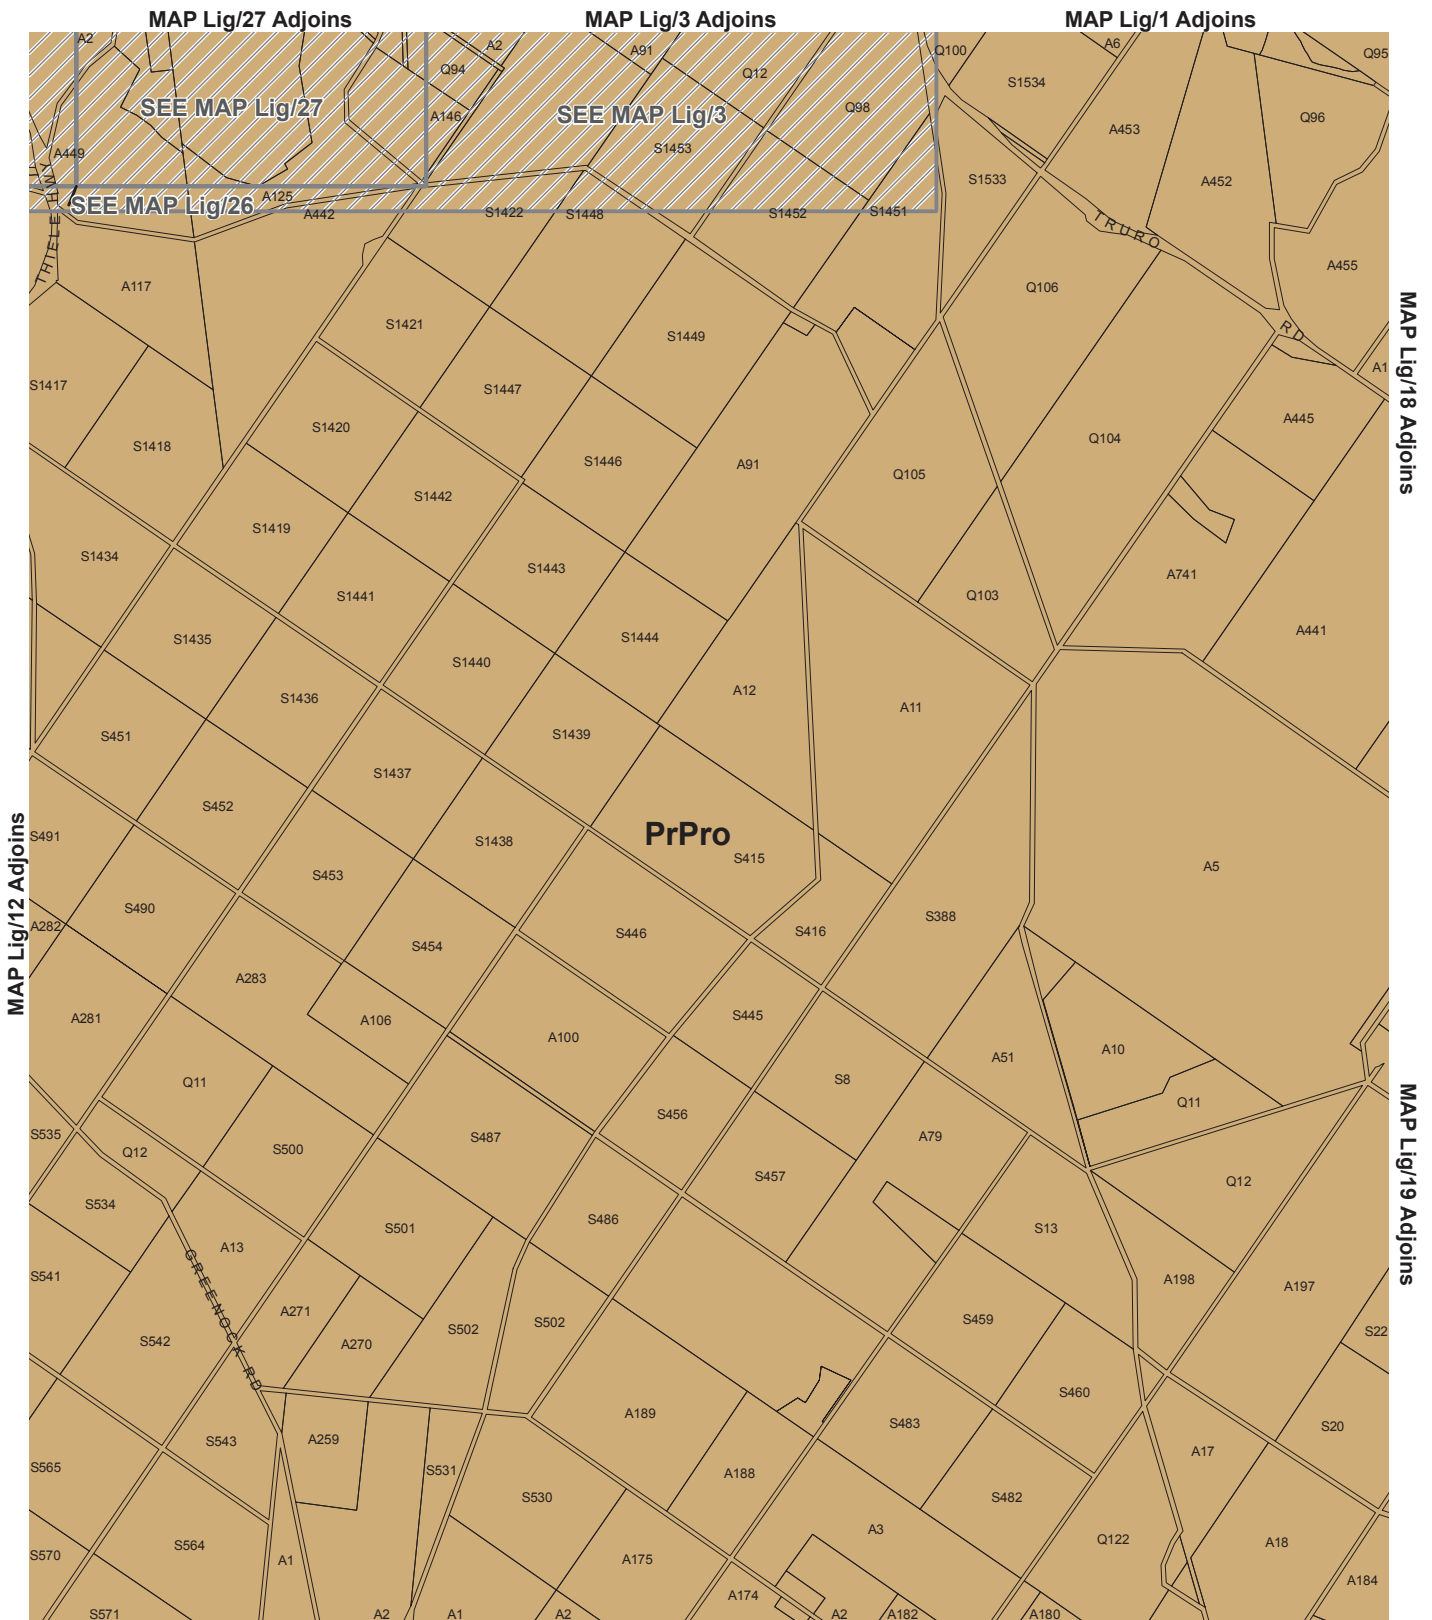 MAP Lig/27 Adjoins
MAP Lig/3 Adjoins
MAP Lig/1 Adjoins
A2
A2
A91
Q12
Q100
A6
Q95
Q94
S1534
SEE MAP Lig/27
A146
SEE MAP Lig/3
Q98
A453
Q96
A449
S1453
S1533
A452
A125
SEE MAP Lig/26
A442
S1422
S1448
S1452
S1451
THIELE HWY
TRURO
RD
A117
Q106
A455
MAP Lig/18 Adjoins
S1421
S1449
A1
S1417
S1447
S1418
S1420
S1446
A91
Q105
Q104
A445
S1442
S1419
S1434
S1443
A741
S1441
Q103
S1435
S1444
A441
S1440
S1436
A12
A11
S451
S1439
S1437
S452
MAP Lig/12 Adjoins
S491
PrPro
S1438
S415
A5
S453
S490
A282
S454
S446
S416
S388
A283
A281
A106
A100
S445
A10
A51
Q11
S8
Q11
S535
S456
Q12
S500
S487
A79
MAP Lig/19 Adjoins
S457
Q12
S534
S501
S486
S13
A13
S541
A198
A197
GREENOCK RD
A271
S542
A270
S502
S502
S459
S22
A189
S460
S543
A259
S483
S20
A17
S565
S531
A188
S530
S482
S564
A3
Q122
A18
S570
A1
A175
A184
A174
S571
A2
A1
A2
A2
A182
A180